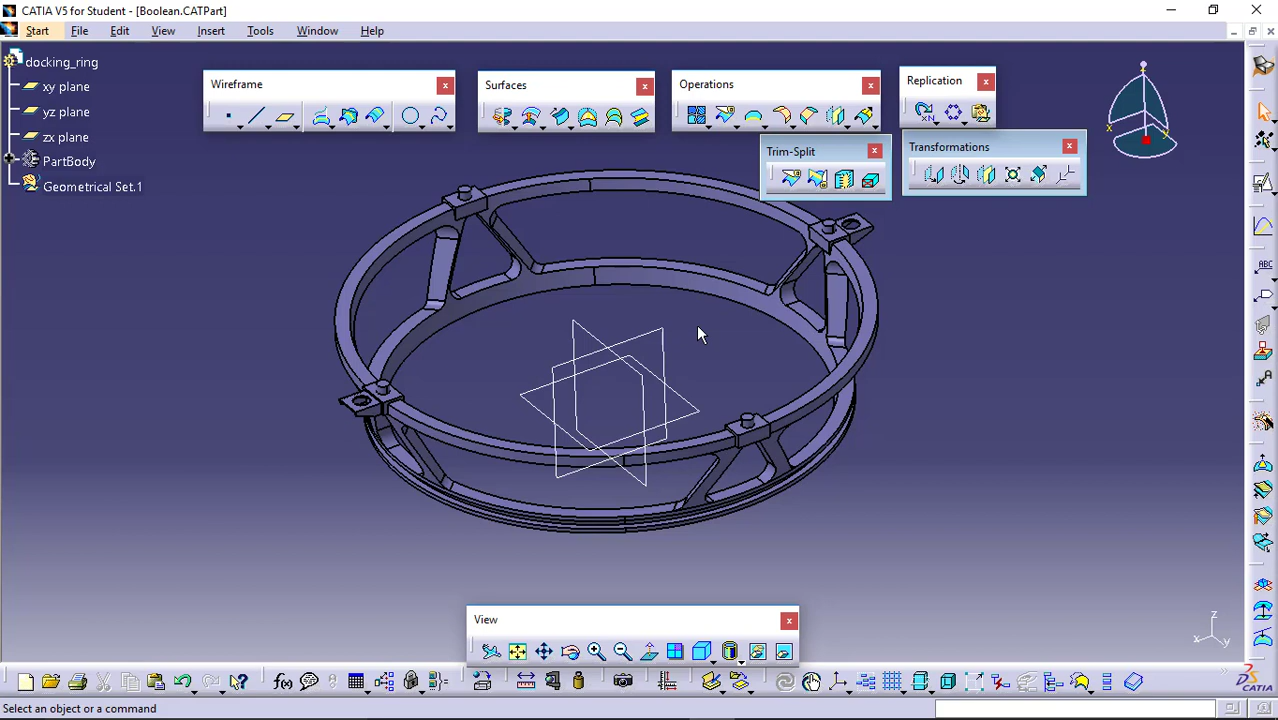 CATIA V5 for Student - [Boolean.CATPart]
Start File Edit View Insert Tools Window Help
docking_ring
xy plane
yz plane
zx plane
PartBody
Geometrical Set.1
Wireframe
Surfaces
Operations
Replication
Trim-Split
Transformations
View
z
x
y
z
x
y
ABC
f(x)
Select an object or a command